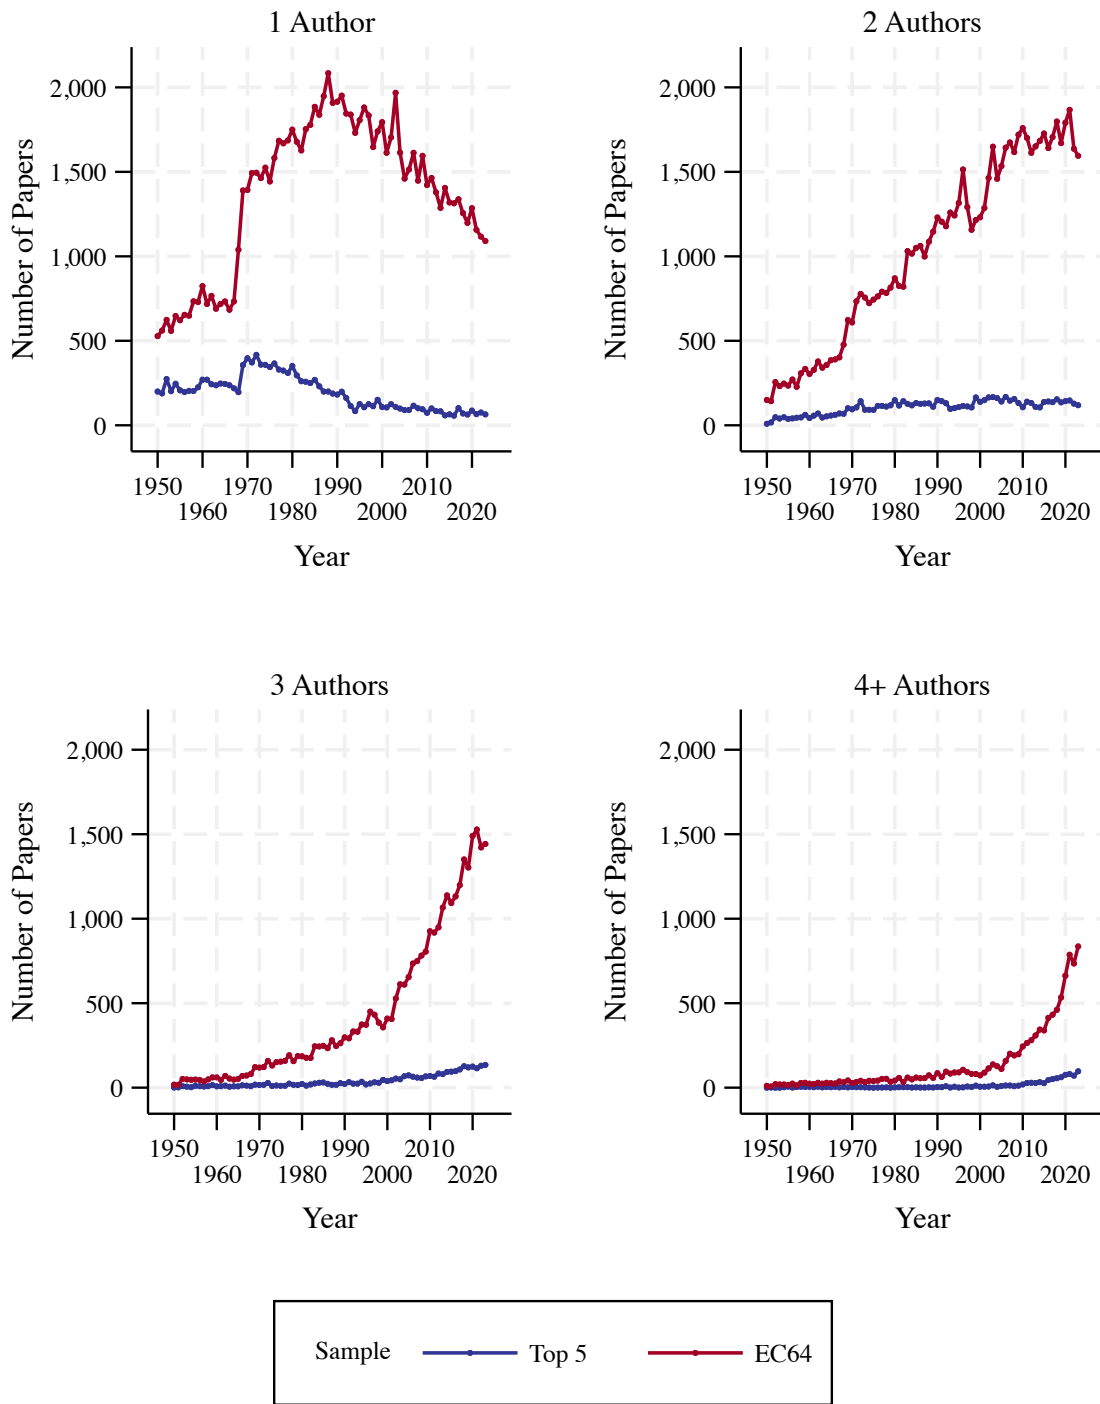 1 Author
2,000
1,500
1,000
500
0
Number of Papers
1950 1970 1990 2010
1960 1980 2000 2020
Year
2 Authors
2,000
1,500
1,000
500
0
Number of Papers
1950 1970 1990 2010
1960 1980 2000 2020
Year
3 Authors
2,000
1,500
1,000
500
0
Number of Papers
1950 1970 1990 2010
1960 1980 2000 2020
Year
4+ Authors
2,000
1,500
1,000
500
0
Number of Papers
1950 1970 1990 2010
1960 1980 2000 2020
Year
Sample Top 5 EC64